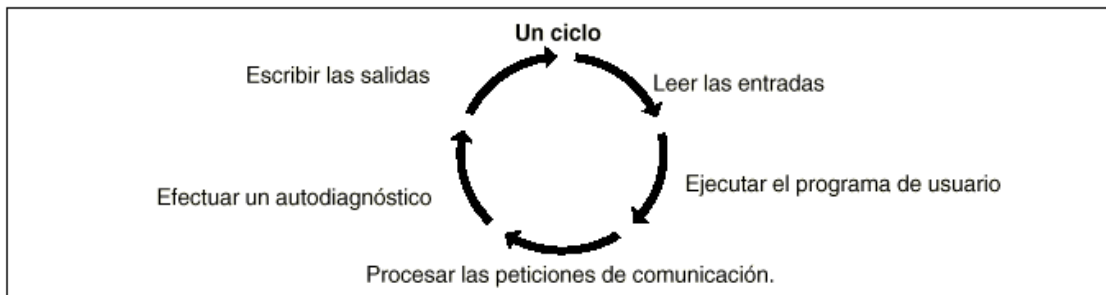 Un ciclo
Leer las entradas
Ejecutar el programa de usuario
Procesar las peticiones de comunicación.
Efectuar un autodiagnóstico
Escribir las salidas